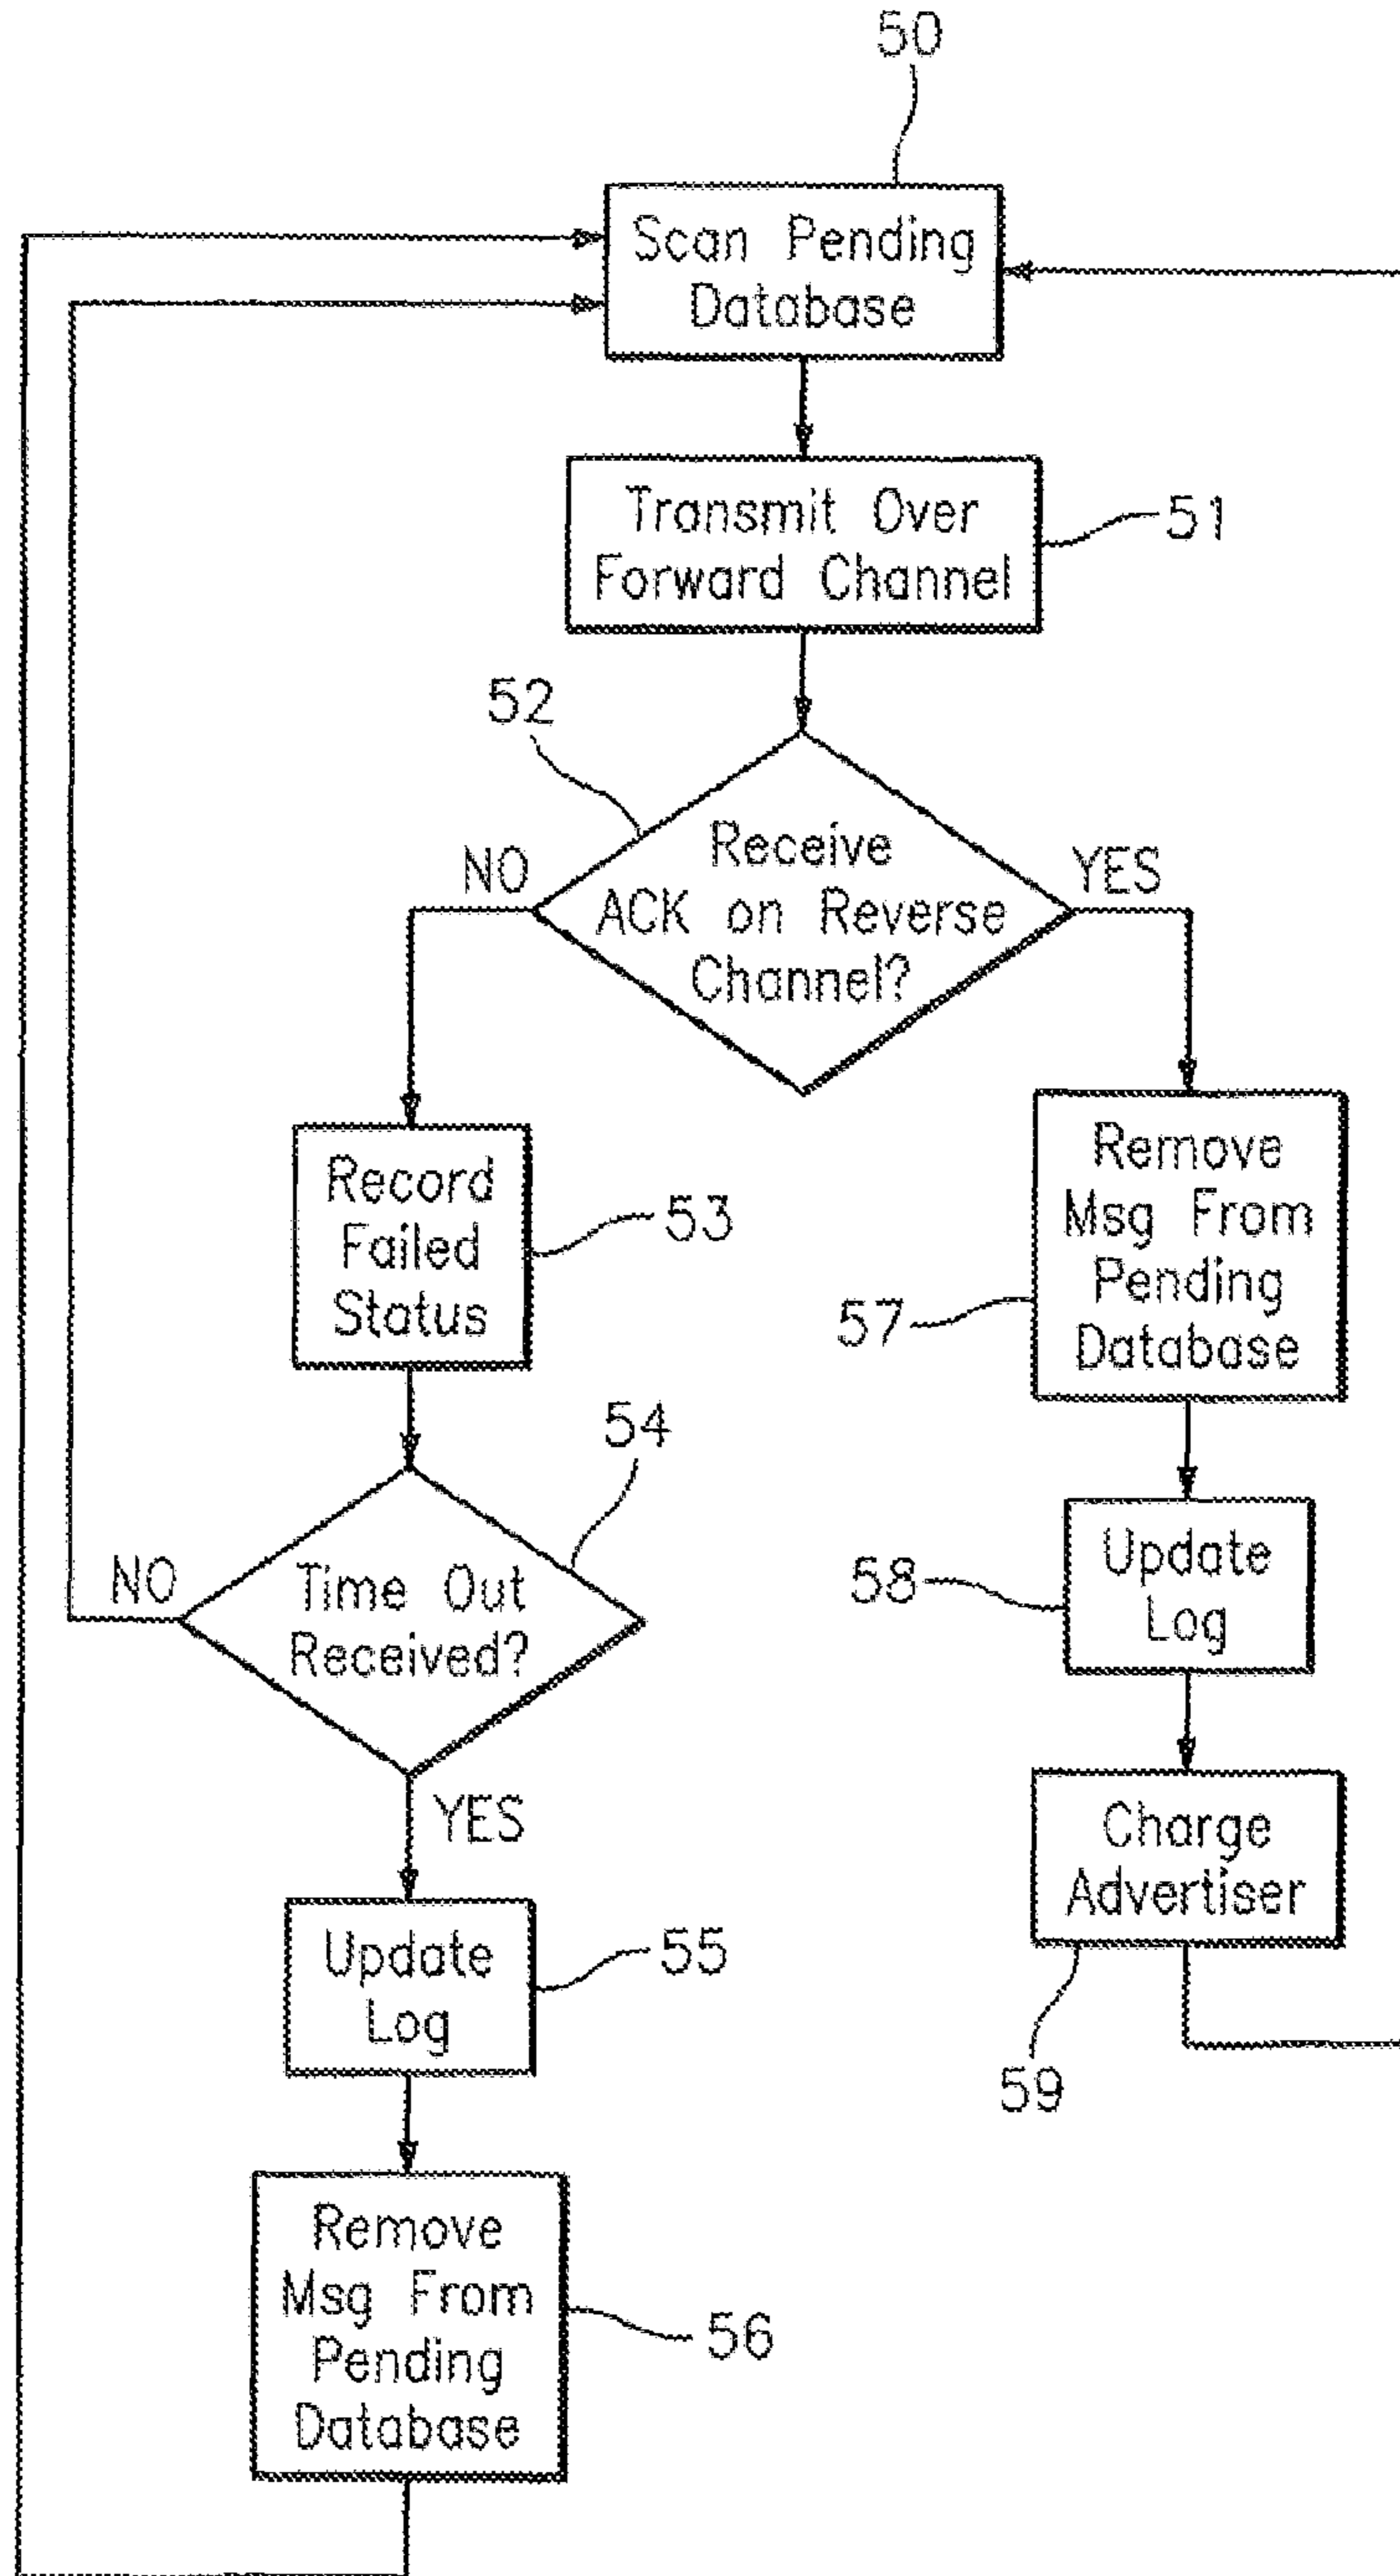 50
Scan Pending
Database
Transmit Over
Forward Channel
51
52
NO
YES
Receive
ACK on Reverse
Channel?
Record
Failed
Status
53
Remove
Msg From
Pending
Database
57
54
NO
Time Out
Received?
YES
Update
Log
58
Charge
Advertiser
59
Update
Log
55
Remove
Msg From
Pending
Database
56